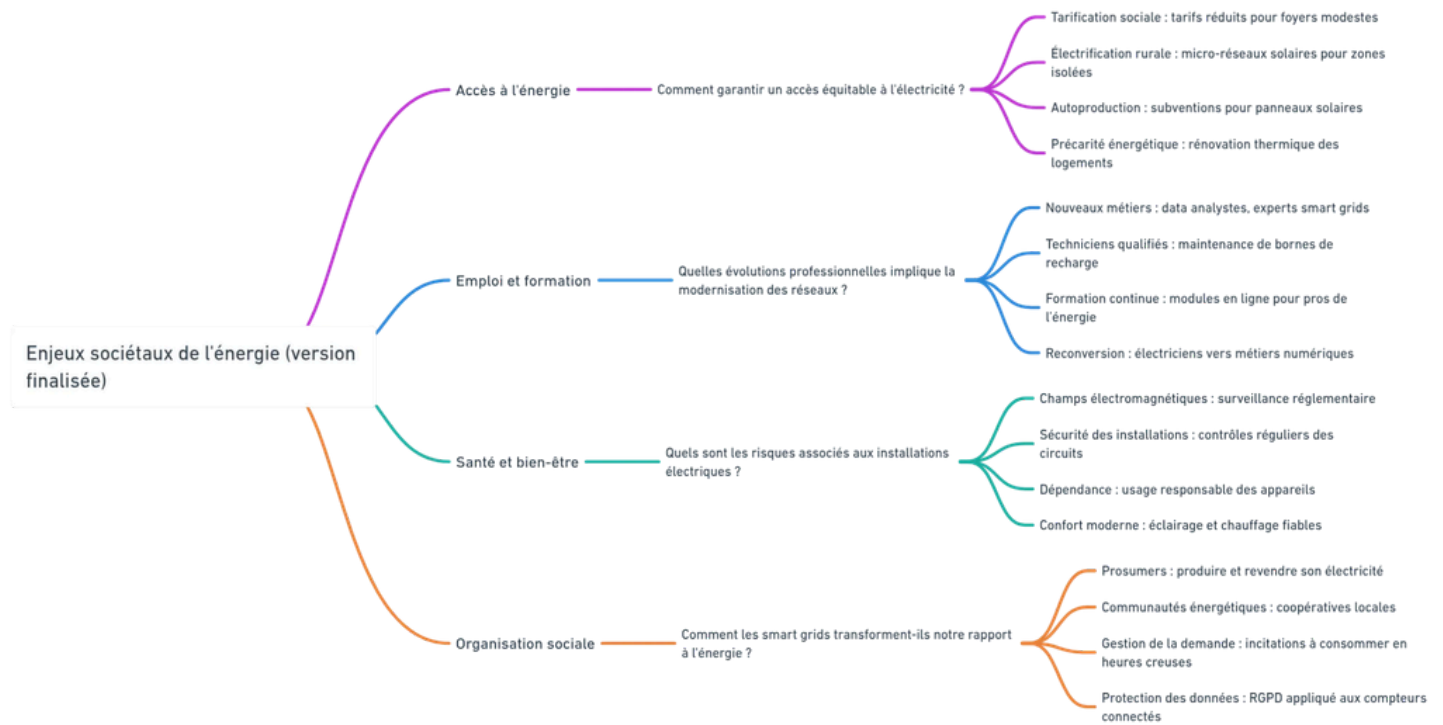 Enjeux sociétaux de l'énergie (version
finalisée)
Accès à l'énergie
Comment garantir un accès équitable à l'électricité ?
Tarification sociale : tarifs réduits pour foyers modestes
Électrification rurale : micro-réseaux solaires pour zones
isolées
Autoproduction : subventions pour panneaux solaires
Précarité énergétique : rénovation thermique des
logements
Emploi et formation
Quelles évolutions professionnelles implique la
modernisation des réseaux ?
Nouveaux métiers : data analystes, experts smart grids
Techniciens qualifiés : maintenance de bornes de
recharge
Formation continue : modules en ligne pour pros de
l'énergie
Reconversion : électriciens vers métiers numériques
Santé et bien-être
Quels sont les risques associés aux installations
électriques ?
Champs électromagnétiques : surveillance réglementaire
Sécurité des installations : contrôles réguliers des
circuits
Dépendance : usage responsable des appareils
Confort moderne : éclairage et chauffage fiables
Organisation sociale
Comment les smart grids transforment-ils notre rapport
à l'énergie ?
Prosumers : produire et revendre son électricité
Communautés énergétiques : coopératives locales
Gestion de la demande : incitations à consommer en
heures creuses
Protection des données : RGPD appliqué aux compteurs
connectés